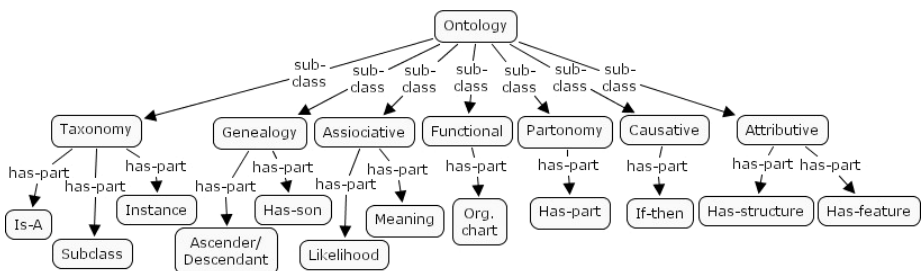 Ontology
sub-
class
sub-
class
sub-
class
sub-
class
sub-
class
sub-
class
sub-
class
Taxonomy
Genealogy
Assiociative
Functional
Partonomy
Causative
Attributive
has-part
has-part
has-part
has-part
has-part
has-part
has-part
has-part
has-part
has-part
has-part
has-part
Is-A
Subclass
Instance
Ascender/
Descendant
Has-son
Likelihood
Meaning
Org.
chart
Has-part
If-then
Has-structure
Has-feature